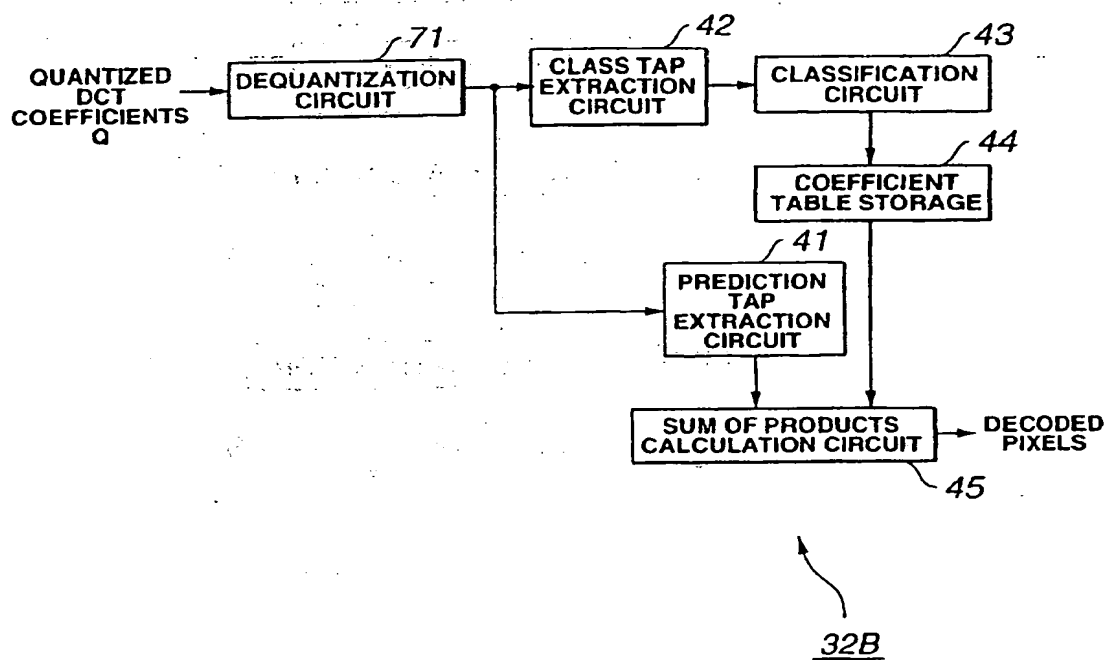 71
42
43
QUANTIZED
DCT
COEFFICIENTS
Q
DEQUANTIZATION
CIRCUIT
CLASS TAP
EXTRACTION
CIRCUIT
CLASSIFICATION
CIRCUIT
44
COEFFICIENT
TABLE STORAGE
41
PREDICTION
TAP
EXTRACTION
CIRCUIT
SUM OF PRODUCTS
CALCULATION CIRCUIT
DECODED
PIXELS
45
32B